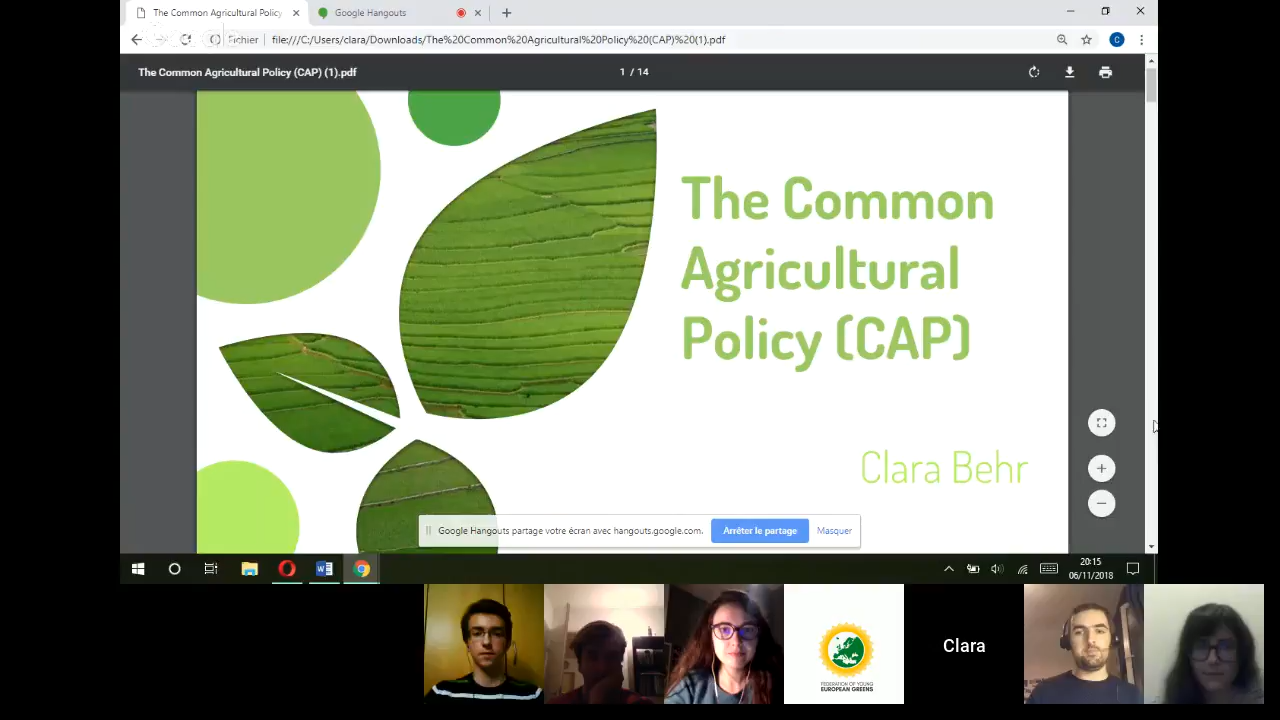 The Common Agricultural Policy
Google Hangouts
Fichier
file:///C:/Users/clara/Downloads/The%20Common%20Agricultural%20Policy%20(CAP)%20(1).pdf
C
The Common Agricultural Policy (CAP) (1).pdf
1 / 14
The Common
Agricultural
Policy (CAP)
Clara Behr
Google Hangouts partage votre écran avec hangouts.google.com.
Arrêter le partage
Masquer
20:15
06/11/2018
Clara
FEDERATION OF YOUNG
EUROPEAN GREENS